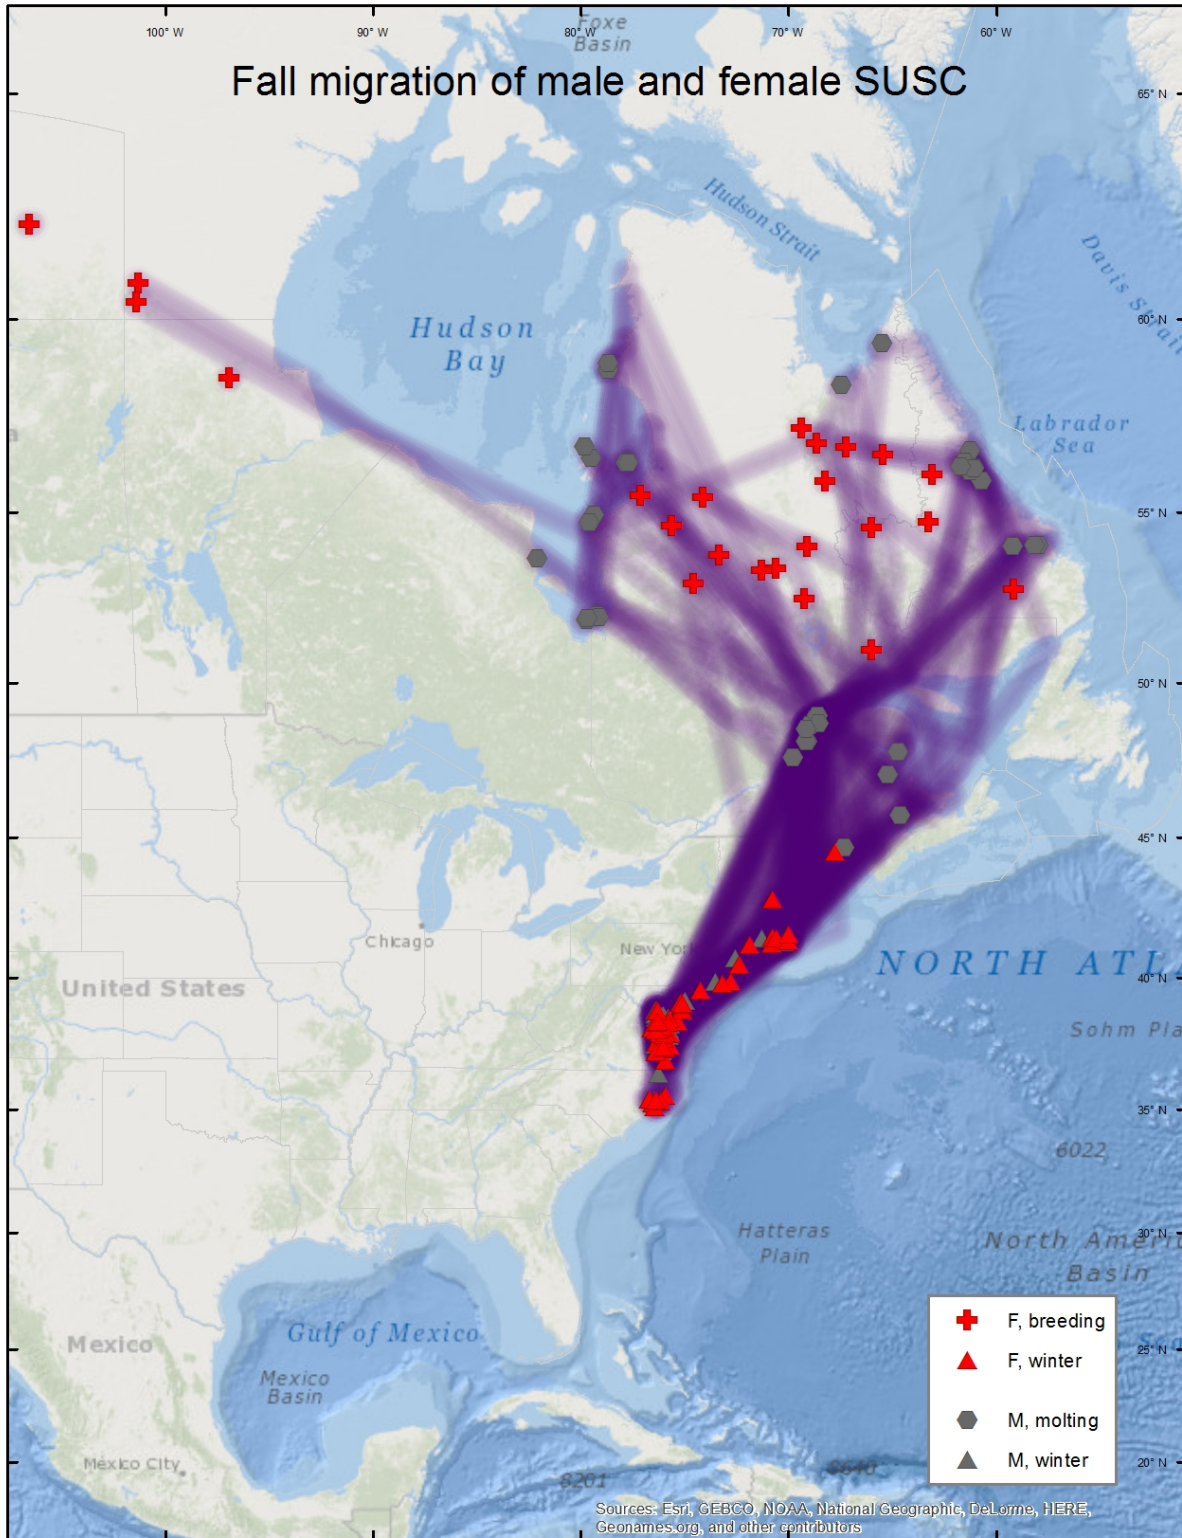 100° W
90° W
80° W
70° W
60° W
Foxe
Basin
Fall migration of male and female SUSC
65° N
Hudson Strait
Davis Strait
60° N
Hudson
Bay
Labrador
Sea
55° N
50° N
45° N
Chicago
New York
NORTH ATL
40° N
United States
Sohm Pla
35° N
6022
Hatteras
Plain
30° N
North Americ
Basin
Gulf of Mexico
25° N
Mexico
Mexico
Basin
F, breeding
F, winter
M, molting
M, winter
México City
20° N
8201
8648
Sources: Esri, GEBCO, NOAA, National Geographic, DeLorme, HERE,
Geonames.org, and other contributors